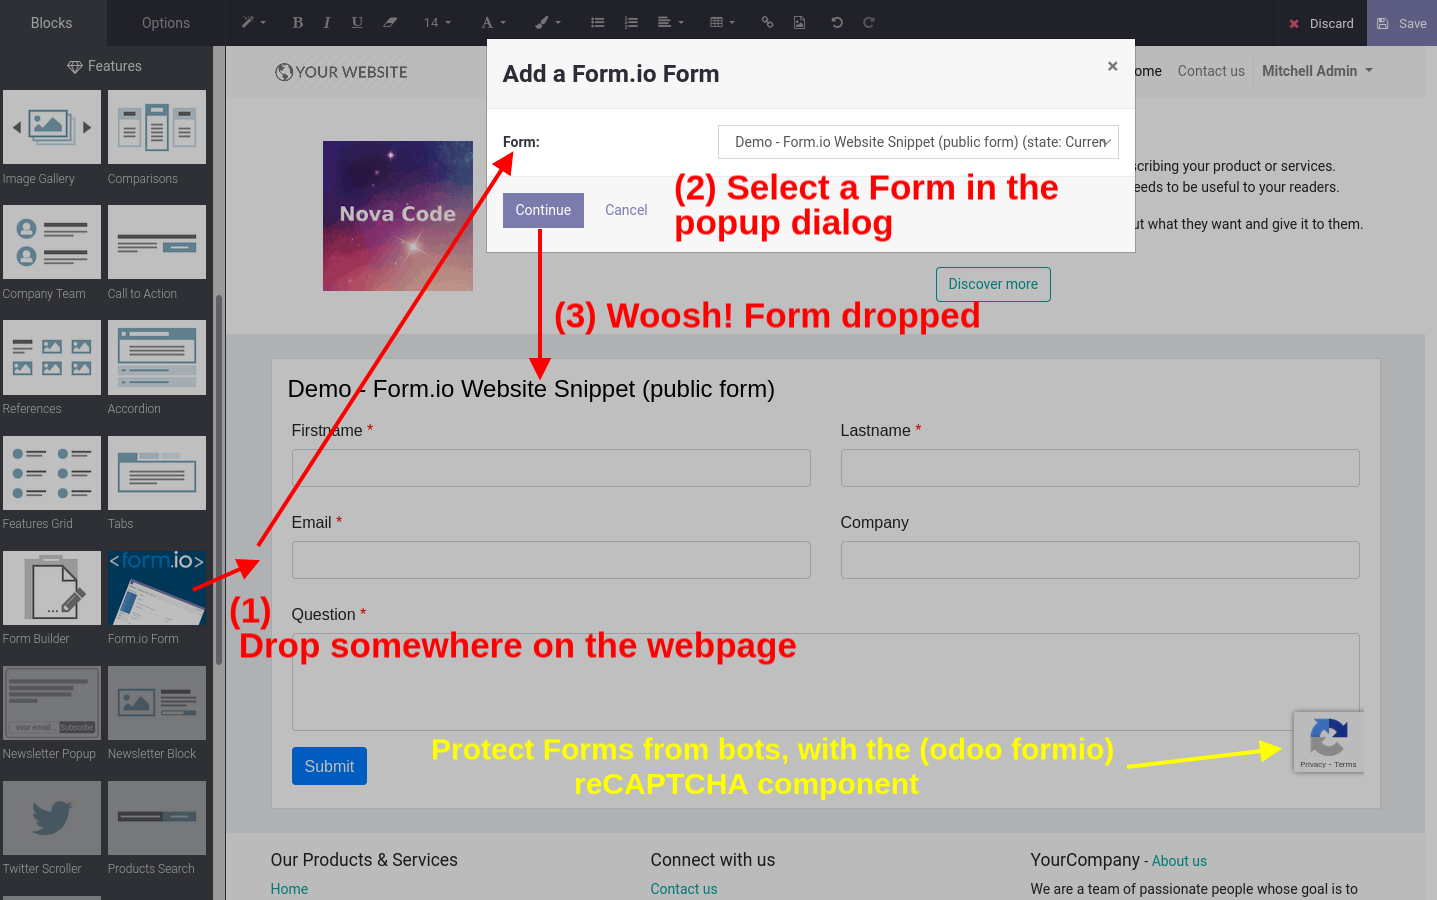 Blocks
Options
14
Discard
Save
Features
Image Gallery
Comparisons
Company Team
Call to Action
References
Accordion
Features Grid
Tabs
<form.io>
Form Builder
Form.io Form
your email...
Subscribe
Newsletter Popup
Newsletter Block
Twitter Scroller
Products Search
YOUR WEBSITE
ome
Contact us
Mitchell Admin
Add a Form.io Form
×
Form:
Demo - Form.io Website Snippet (public form) (state: Curren
Continue
Cancel
(2) Select a Form in the
popup dialog
Nova Code
scribing your product or services.
eeds to be useful to your readers.
ut what they want and give it to them.
Discover more
(3) Woosh! Form dropped
Demo - Form.io Website Snippet (public form)
Firstname *
Lastname *
Email *
Company
(1)
Drop somewhere on the webpage
Question *
Submit
Protect Forms from bots, with the (odoo formio)
reCAPTCHA component
Privacy - Terms
Our Products & Services
Home
Connect with us
Contact us
YourCompany - About us
We are a team of passionate people whose goal is to